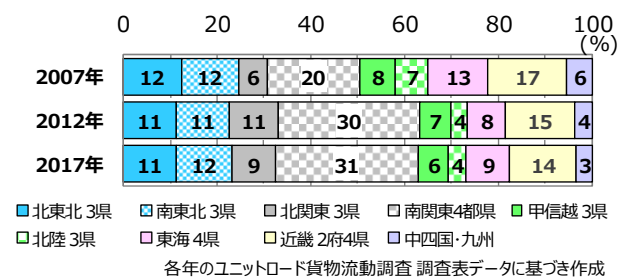 0 20 40 60 80 100
(%)
2007年 12 12 6 20 8 7 13 17 6
2012年 11 11 11 30 7 4 8 15 4
2017年 11 12 9 31 6 4 9 14 3
北東北 3県 南東北 3県 北関東 3県 南関東4都県 甲信越 3県
北陸 3県 東海 4県 近畿 2府4県 中四国・九州
各年のユニットロード貨物流動調査 調査表データに基づき作成